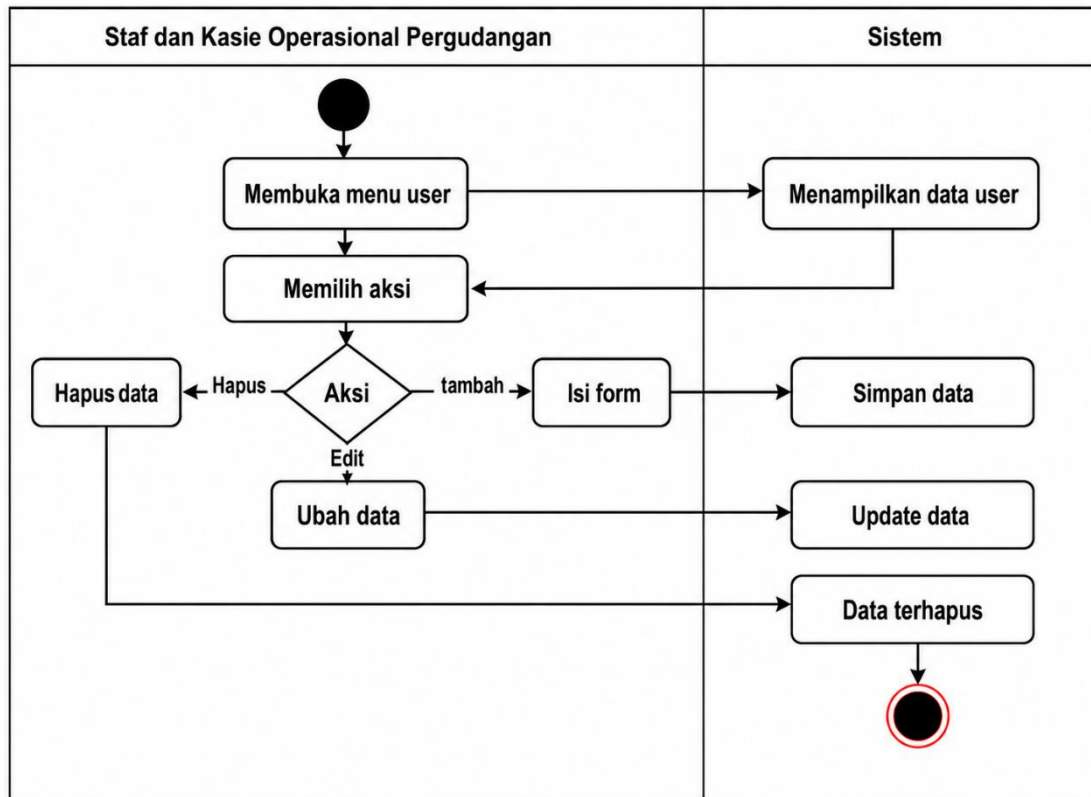 Staf dan Kasie Operasional Pergudangan
Sistem
Membuka menu user
Menampilkan data user
Memilih aksi
Hapus data
Hapus
Aksi
tambah
Isi form
Simpan data
Edit
Ubah data
Update data
Data terhapus